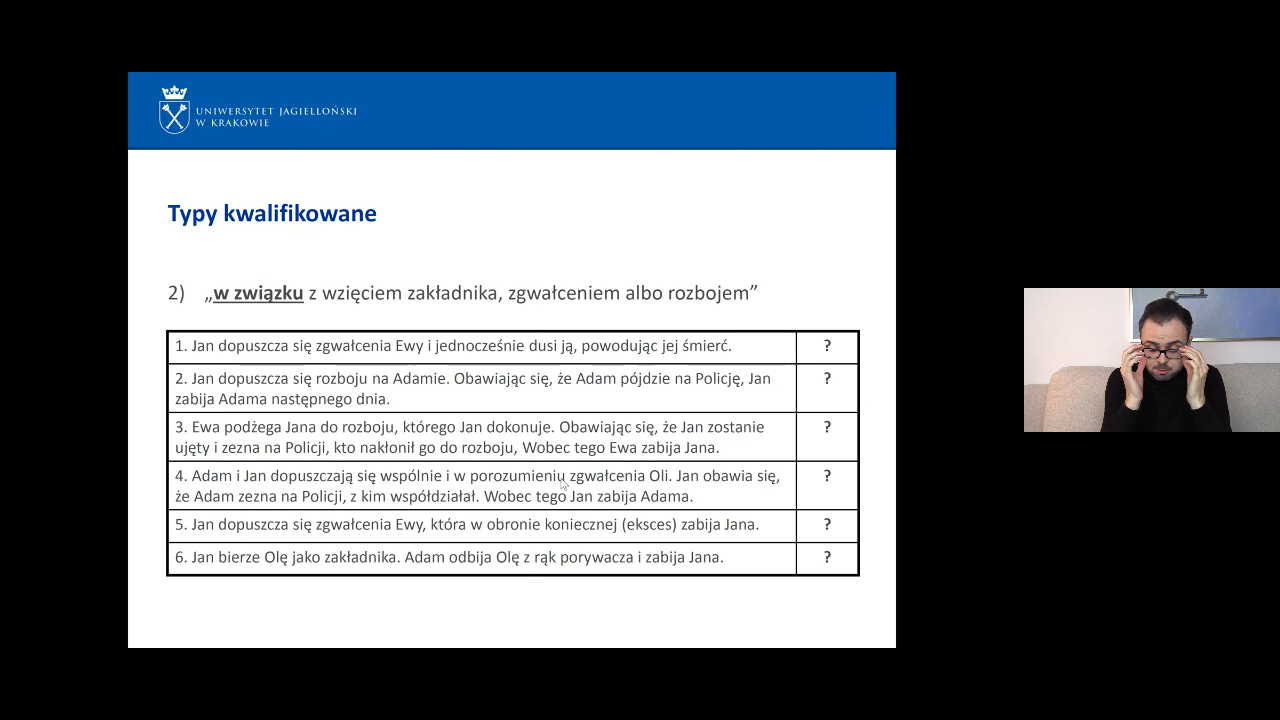 UNIWERSYTET JAGIELLOŃSKI
W KRAKOWIE
Typy kwalifikowane
2) „w związku z wzięciem zakładnika, zgwałceniem albo rozbojem”
1. Jan dopuszcza się zgwałcenia Ewy i jednocześnie dusi ją, powodując jej śmierć. ?
2. Jan dopuszcza się rozboju na Adamie. Obawiając się, że Adam pójdzie na Policję, Jan ?
zabija Adama następnego dnia.
3. Ewa podżega Jana do rozboju, którego Jan dokonuje. Obawiając się, że Jan zostanie ?
ujęty i zezna na Policji, kto nakłonił go do rozboju, Wobec tego Ewa zabija Jana.
4. Adam i Jan dopuszczają się wspólnie i w porozumieniu zgwałcenia Oli. Jan obawia się, ?
że Adam zezna na Policji, z kim współdziałał. Wobec tego Jan zabija Adama.
5. Jan dopuszcza się zgwałcenia Ewy, która w obronie koniecznej (eksces) zabija Jana. ?
6. Jan bierze Olę jako zakładnika. Adam odbija Olę z rąk porywacza i zabija Jana. ?